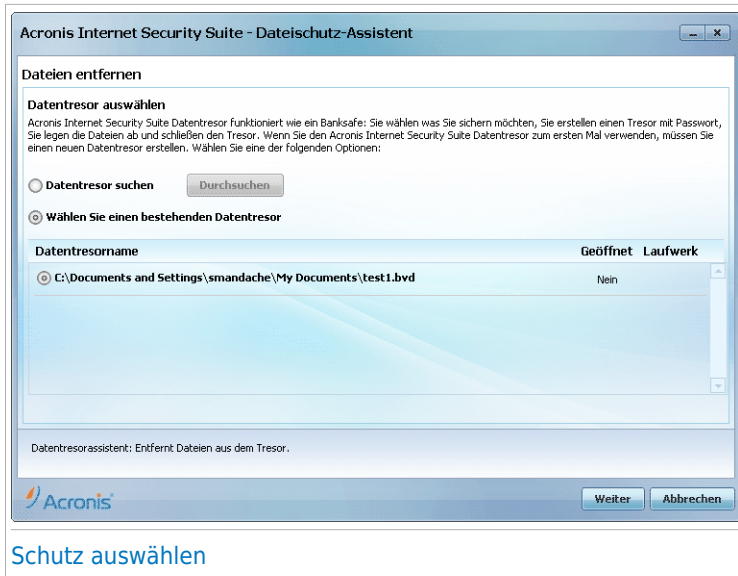 Acronis Internet Security Suite - Dateischutz-Assistent
Dateien entfernen
Datentresor auswählen
Acronis Internet Security Suite Datentresor funktioniert wie ein Banksafe: Sie wählen was Sie sichern möchten, Sie erstellen einen Tresor mit Passwort,
Sie legen die Dateien ab und schließen den Tresor. Wenn Sie den Acronis Internet Security Suite Datentresor zum ersten Mal verwenden, müssen Sie
einen neuen Datentresor erstellen. Wählen Sie eine der folgenden Optionen:
Datentresor suchen Durchsuchen
Wählen Sie einen bestehenden Datentresor
Datentresorname Geöffnet Laufwerk
C:\Documents and Settings\smandache\My Documents\test1.bvd Nein
Datentresorassistent: Entfernt Dateien aus dem Tresor.
Acronis Weiter Abbrechen
Schutz auswählen